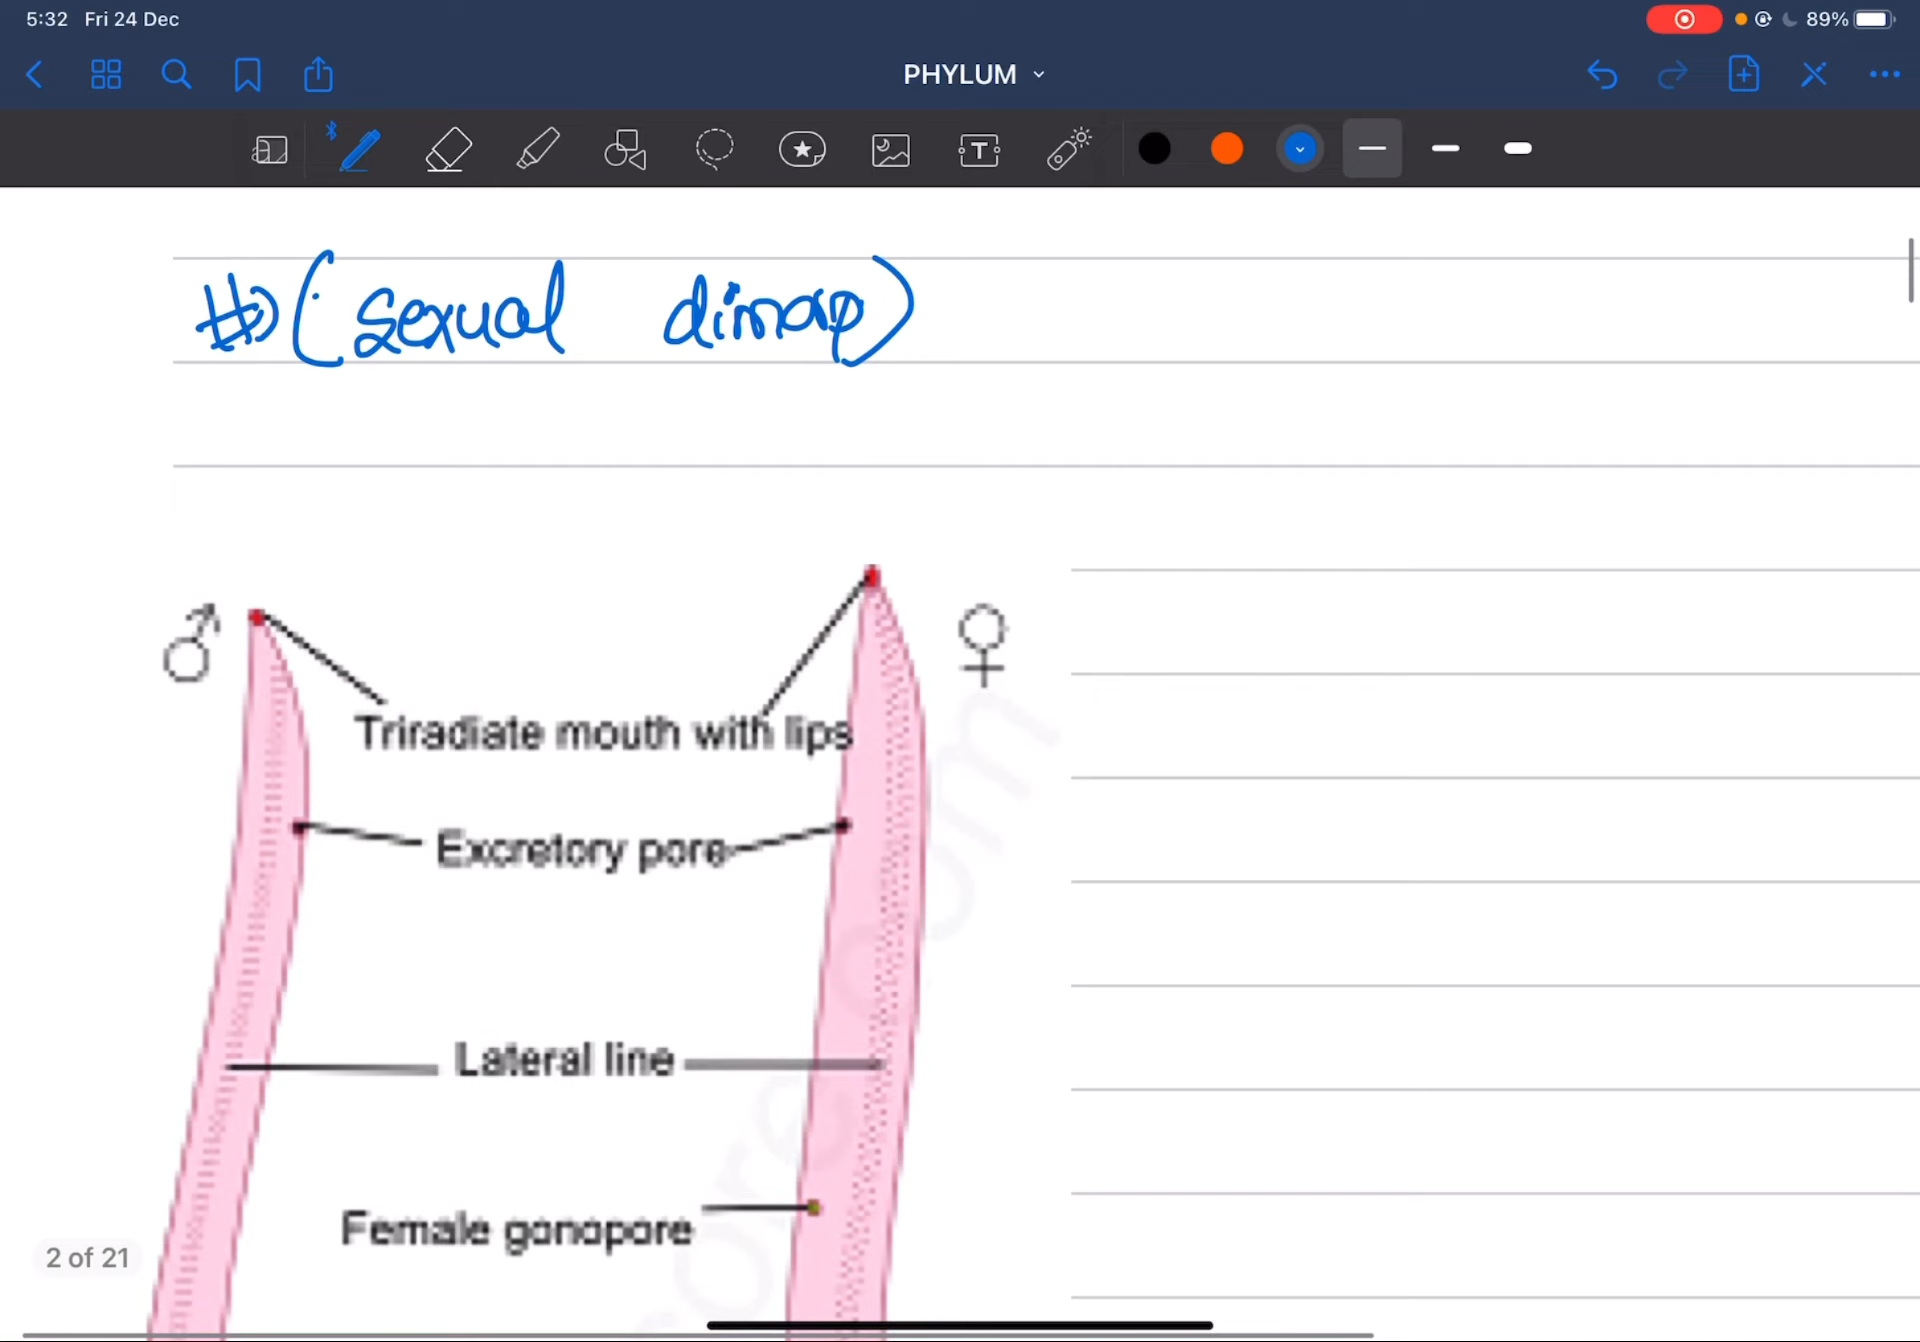 5:32 Fri 24 Dec
89%
PHYLUM
# (sexual dimorp)
Triradiate mouth with lips
Excretory pore
Lateral line
Female gonopore
2 of 21